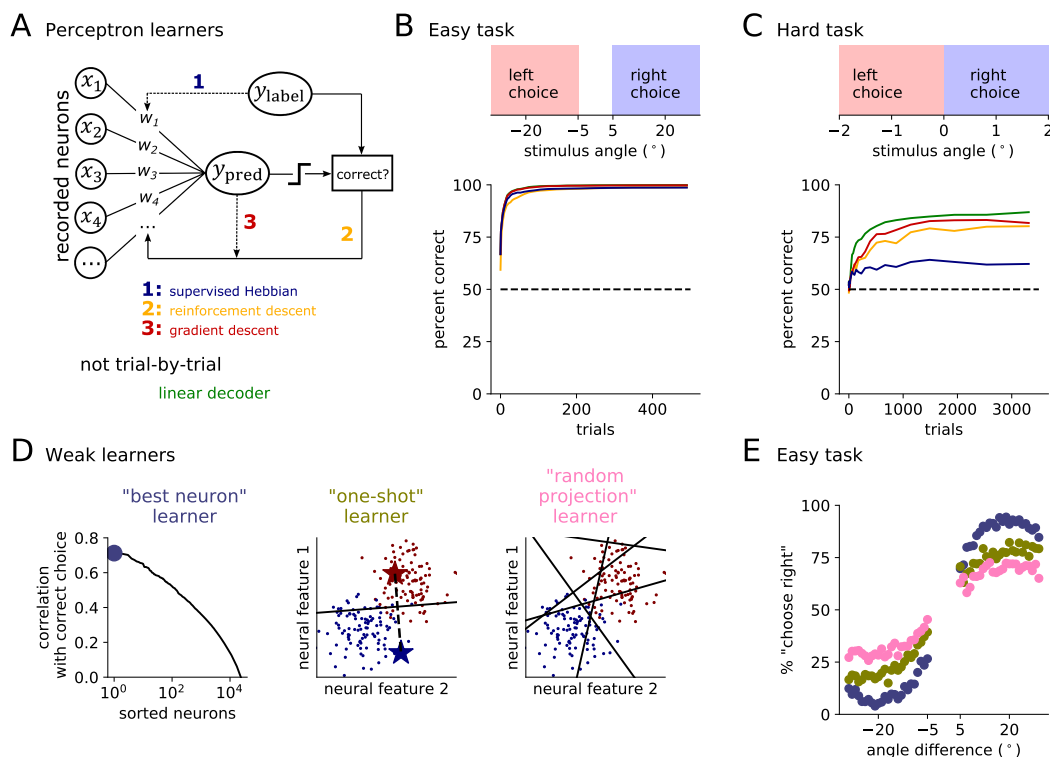 A Perceptron learners
recorded neurons
x1
x2
x3
x4
...
w1
w2
w3
w4
...
1
ylabel
ypred
correct?
3
2
1: supervised Hebbian
2: reinforcement descent
3: gradient descent
not trial-by-trial
linear decoder
B Easy task
left
choice
right
choice
−20 −5 5 20
stimulus angle (°)
percent correct
100
75
50
25
0
0 200 400
trials
C Hard task
left
choice
right
choice
−2 −1 0 1 2
stimulus angle (°)
percent correct
100
75
50
25
0
0 1000 2000 3000
trials
D Weak learners
"best neuron"
learner
correlation
with correct choice
0.8
0.6
0.4
0.2
0.0
10⁰ 10² 10⁴
sorted neurons
"one-shot"
learner
neural feature 1
neural feature 2
"random
projection"
learner
neural feature 1
neural feature 2
E Easy task
% "choose right"
100
75
50
25
0
−20 −5 5 20
angle difference (°)